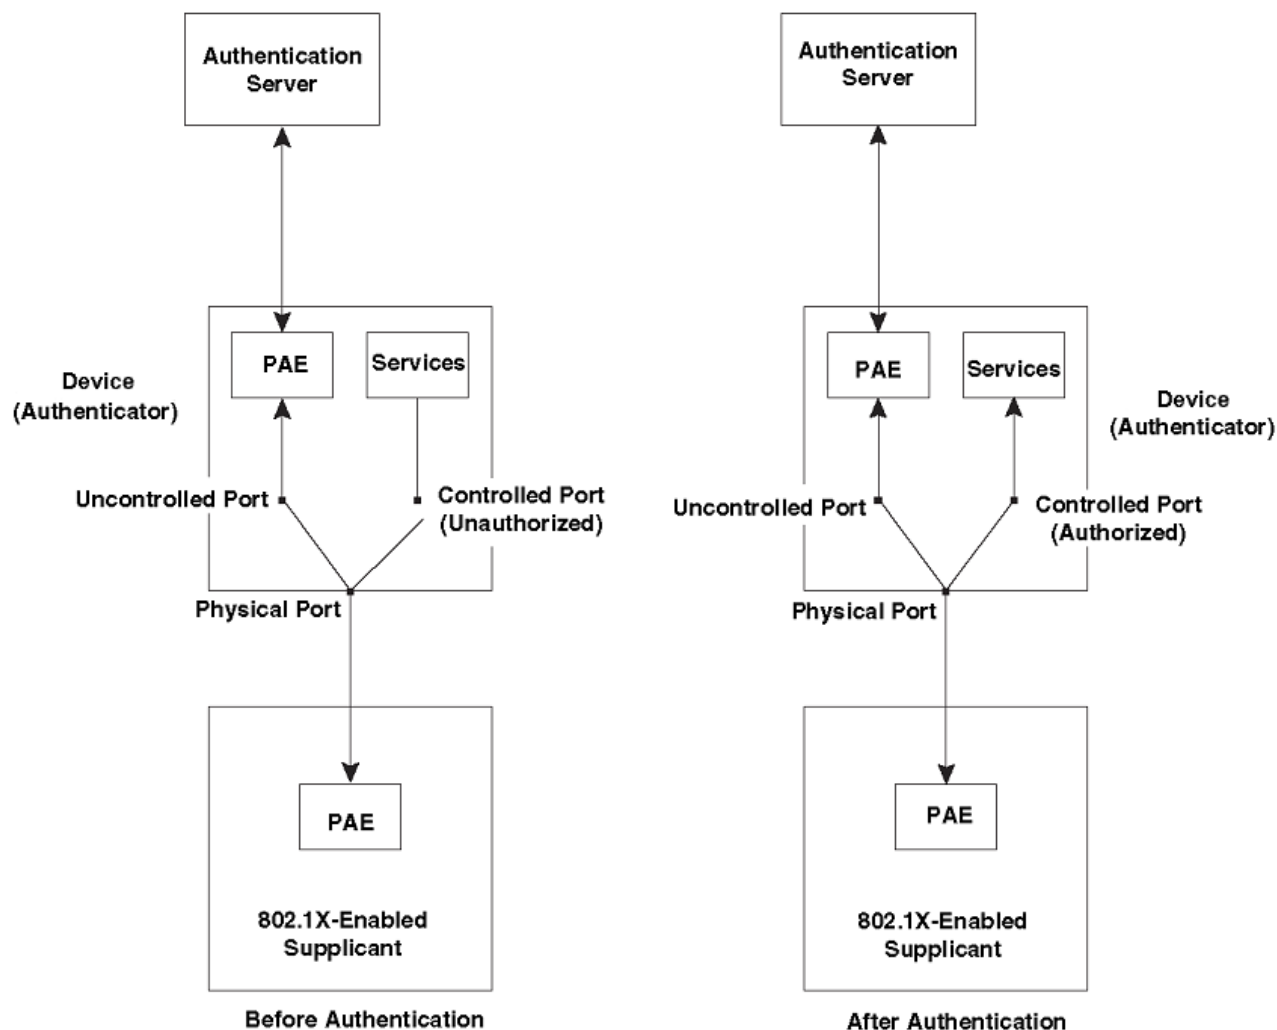 Authentication
Server
PAE
Services
Device
(Authenticator)
Uncontrolled Port
Controlled Port
(Unauthorized)
Physical Port
PAE
802.1X-Enabled
Supplicant
Before Authentication
Authentication
Server
PAE
Services
Device
(Authenticator)
Uncontrolled Port
Controlled Port
(Authorized)
Physical Port
PAE
802.1X-Enabled
Supplicant
After Authentication